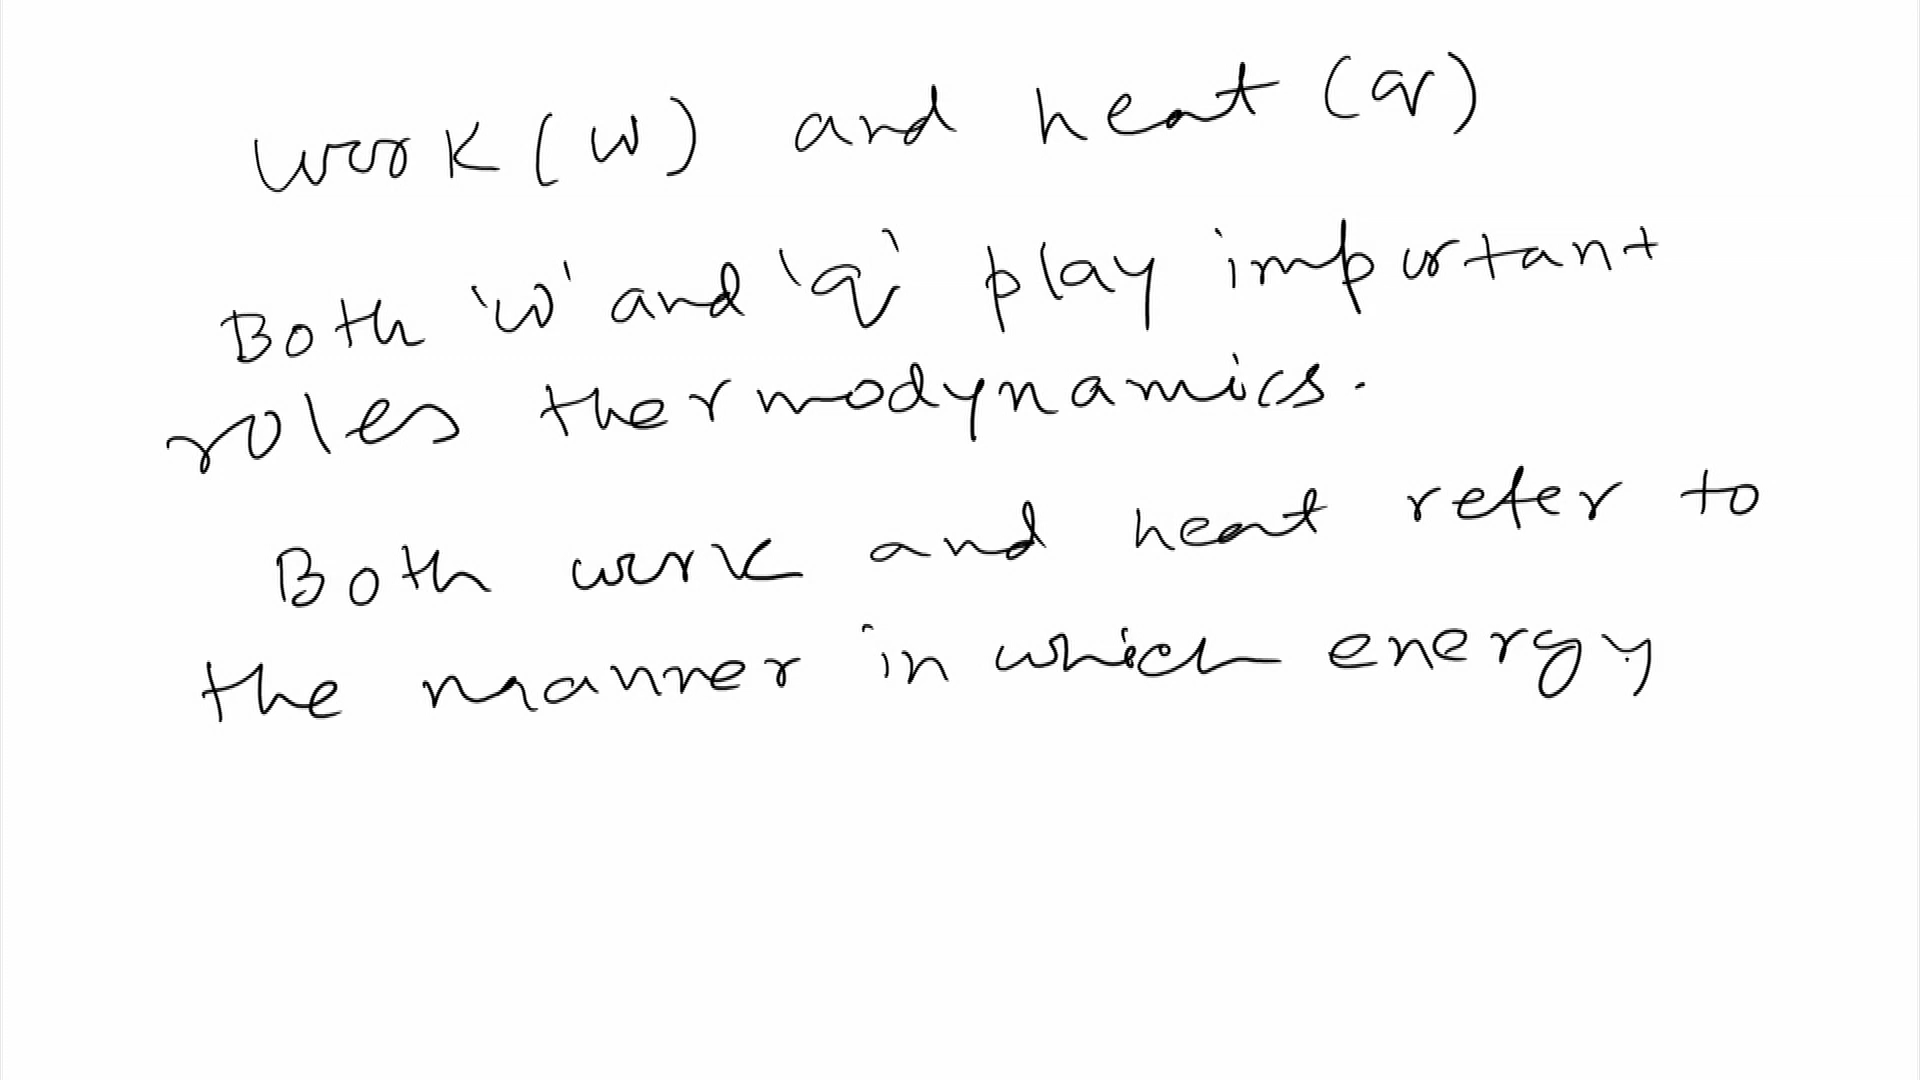 work (w) and heat (q)
Both 'w' and 'q' play important
roles thermodynamics.
Both work and heat refer to
the manner in which energy